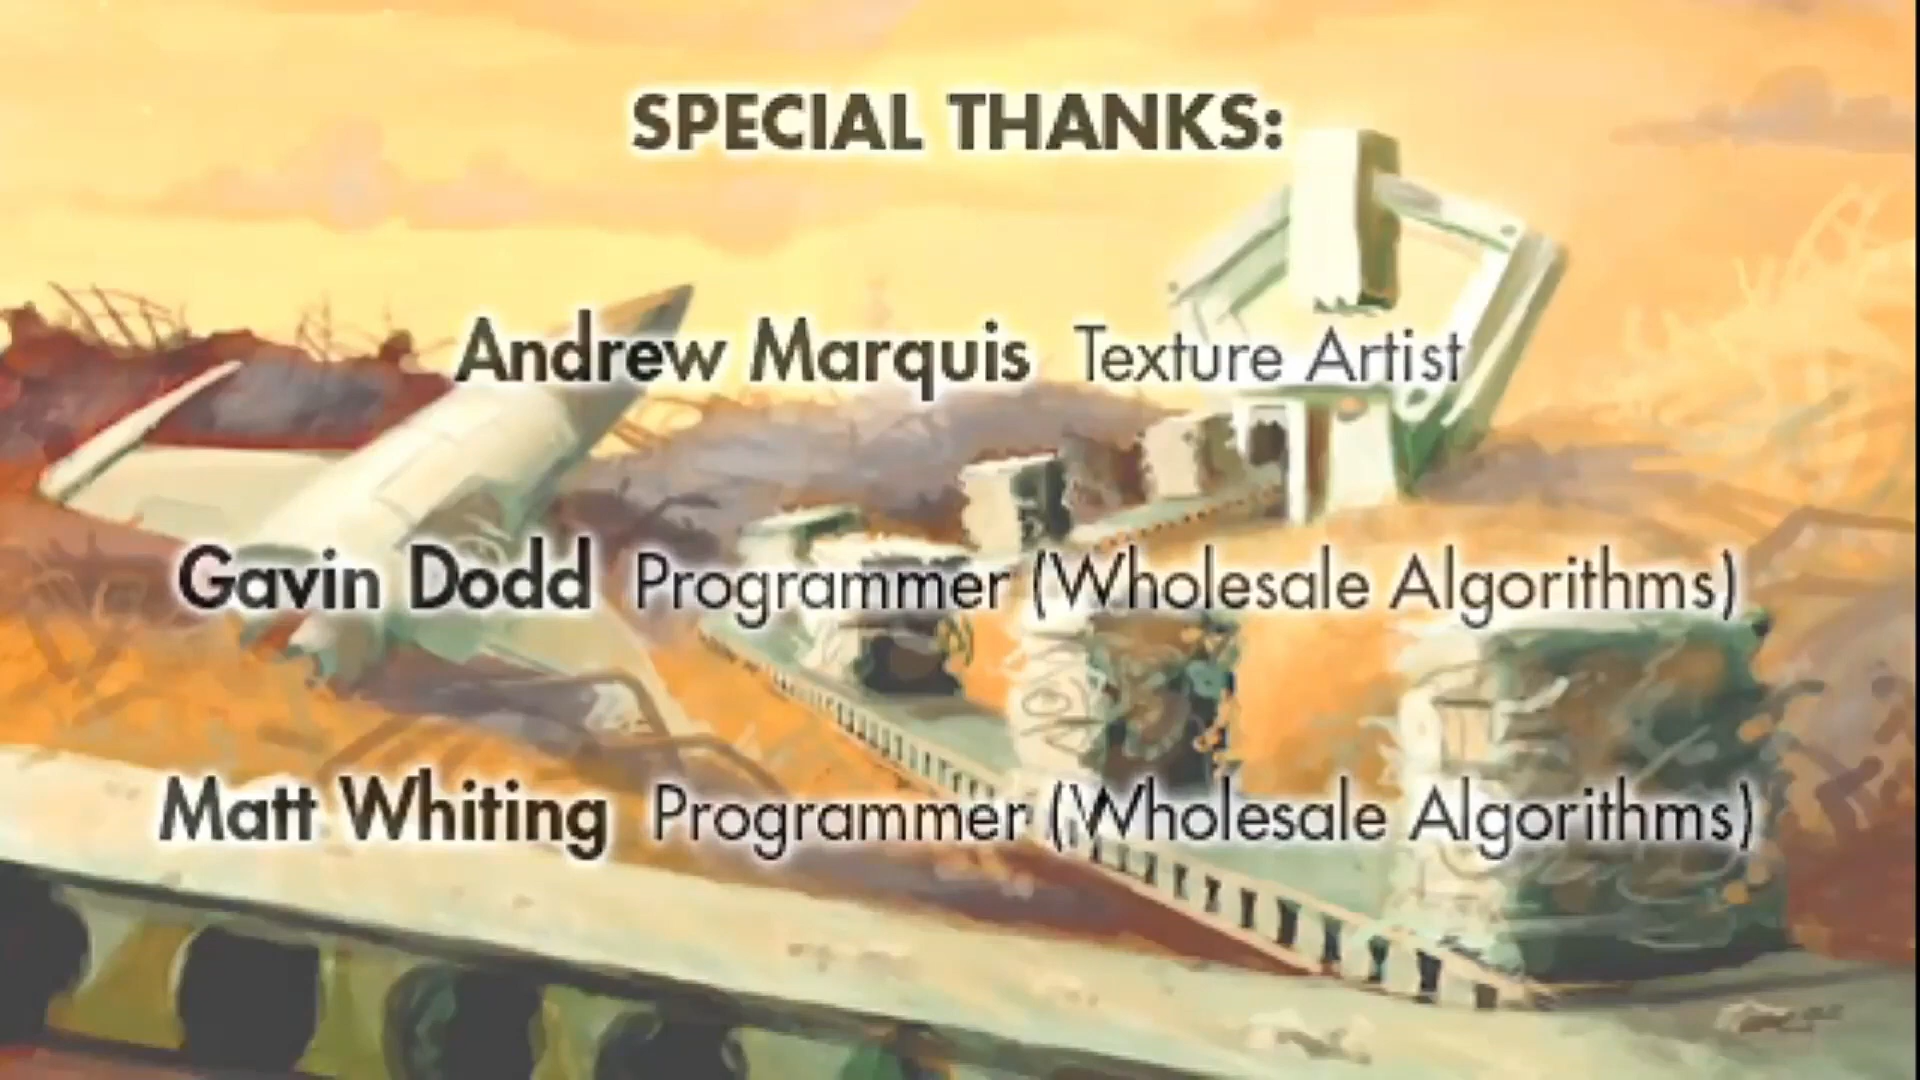 SPECIAL THANKS:
Andrew Marquis Texture Artist
Gavin Dodd Programmer (Wholesale Algorithms)
Matt Whiting Programmer (Wholesale Algorithms)